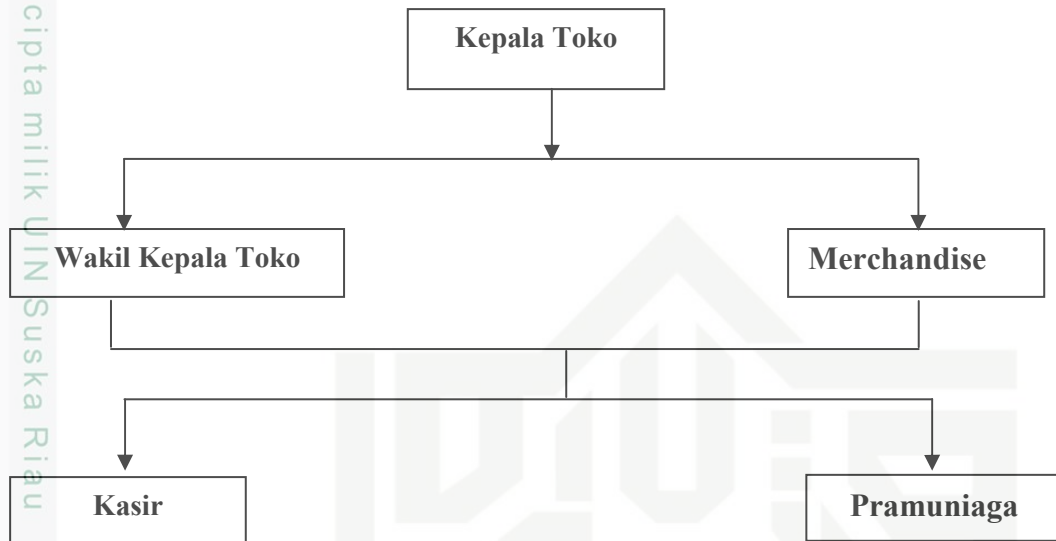 cipta milik UIN Suska Riau
Kepala Toko
Wakil Kepala Toko
Merchandise
Kasir
Pramuniaga